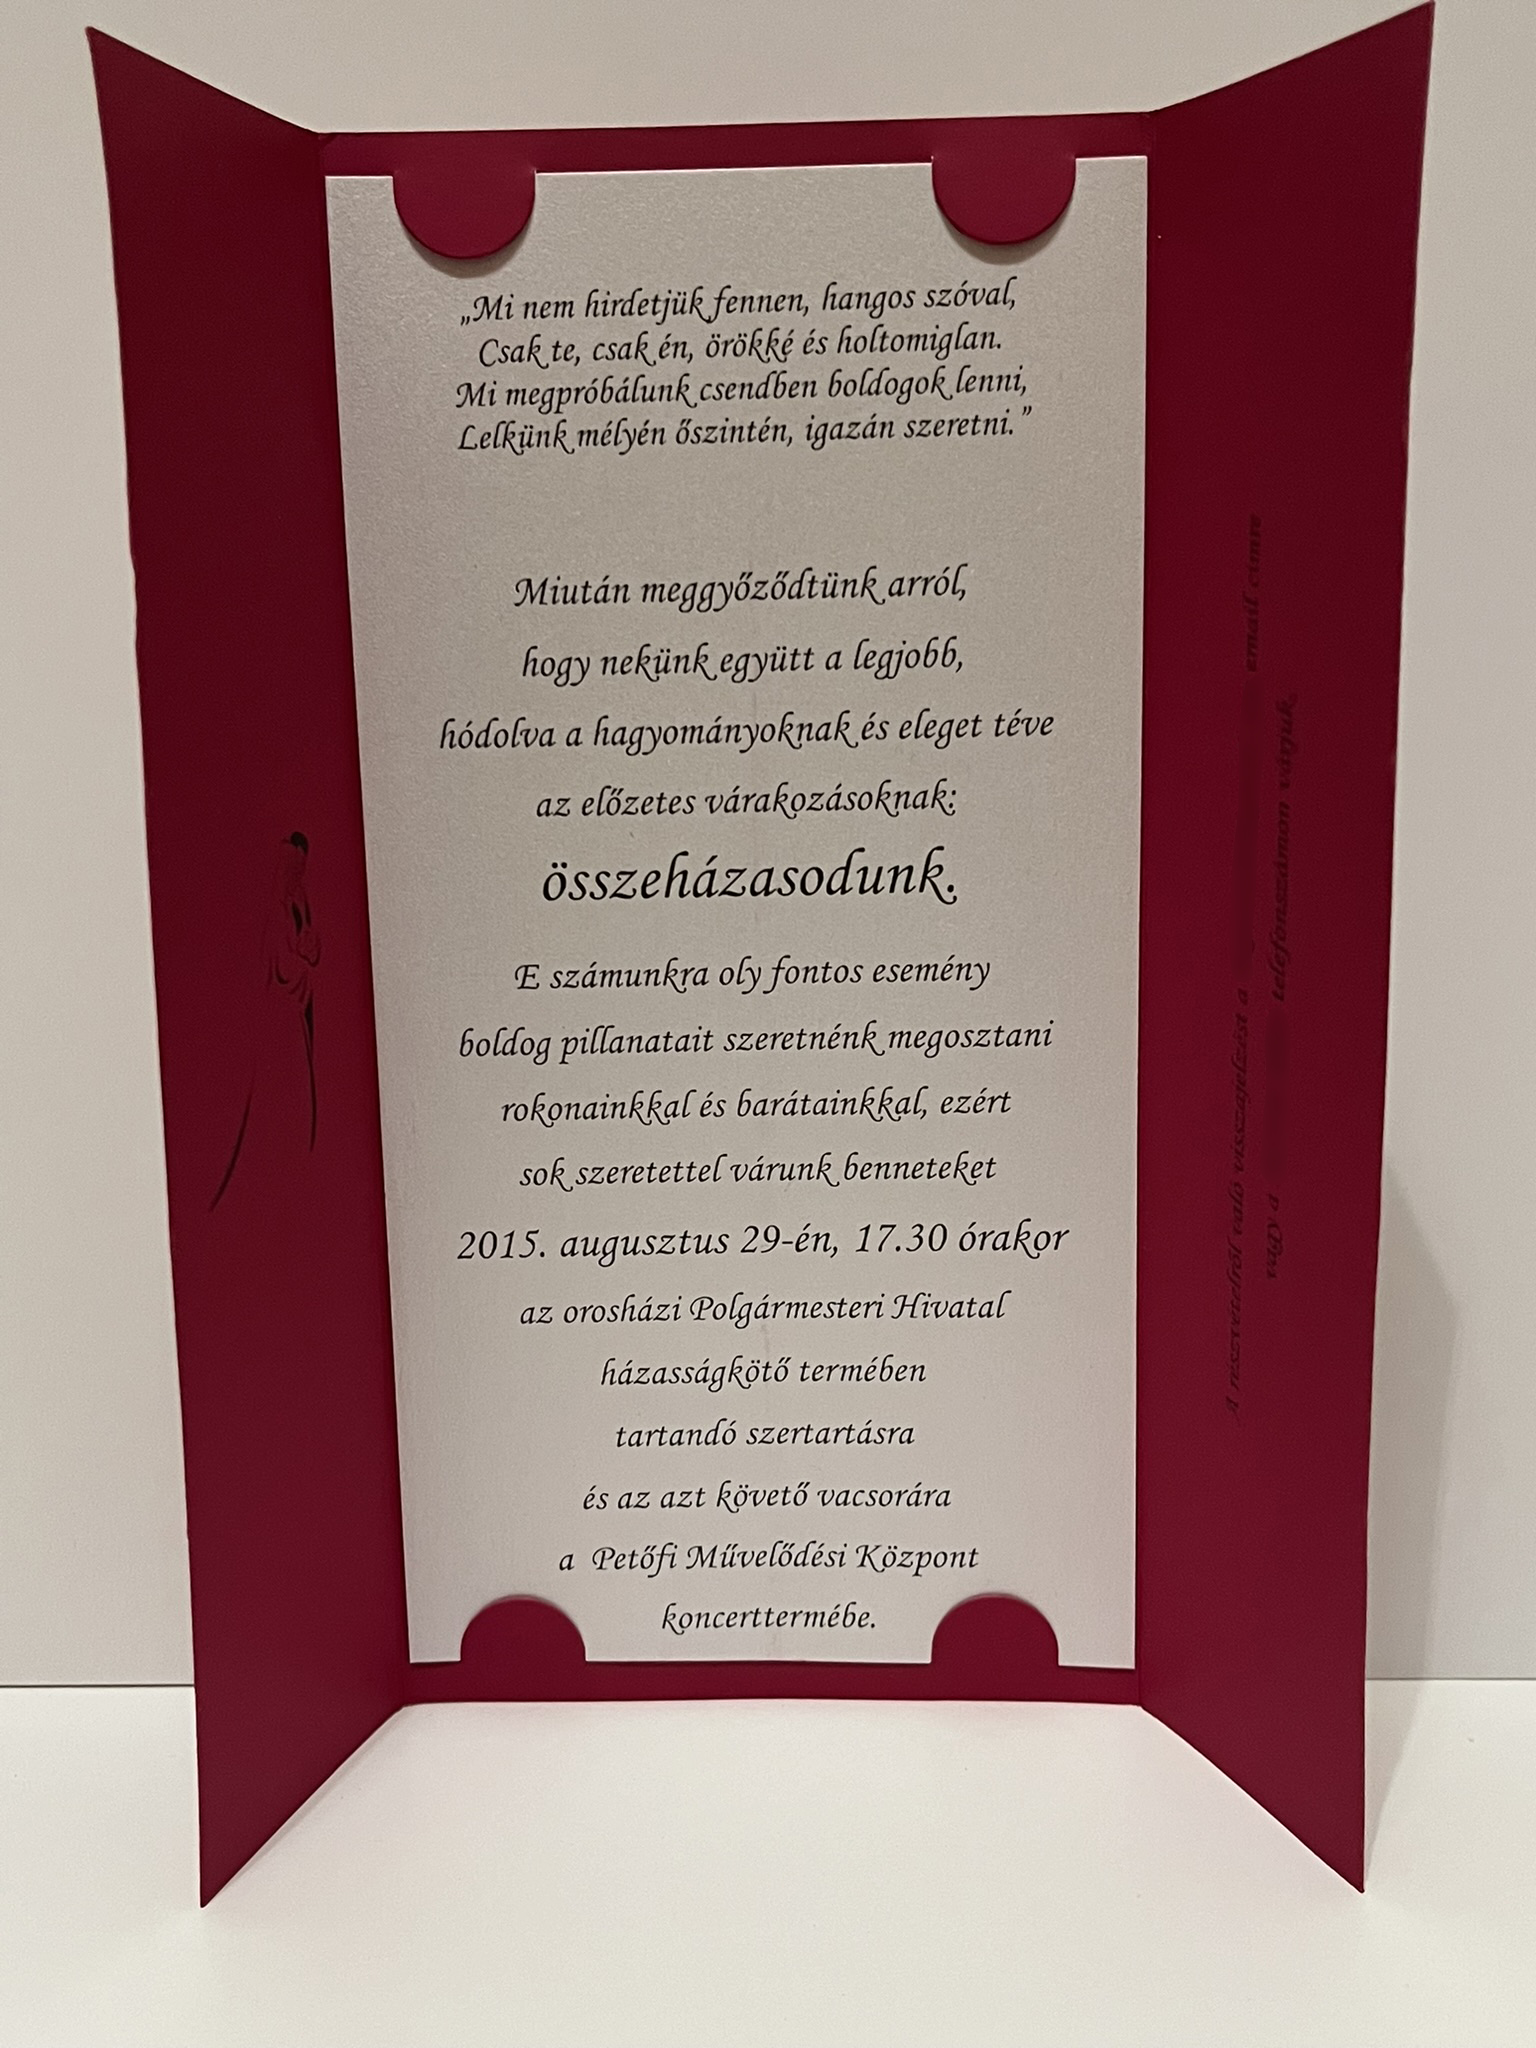 „Mi nem hirdetjük fennen, hangos szóval,
Csak te, csak én, örökké és holtomiglan.
Mi megpróbálunk csendben boldogok lenni,
Lelkünk mélyén őszintén, igazán szeretni.”
Miután meggyőződtünk arról,
hogy nekünk együtt a legjobb,
hódolva a hagyományoknak és eleget téve
az előzetes várakozásoknak:
összeházasodunk.
E számunkra oly fontos esemény
boldog pillanatait szeretnénk megosztani
rokonainkkal és barátainkkal, ezért
sok szeretettel várunk benneteket
2015. augusztus 29-én, 17.30 órakor
az orosházi Polgármesteri Hivatal
házasságkötő termében
tartandó szertartásra
és az azt követő vacsorára
a Petőfi Művelődési Központ
koncerttermébe.
A részvételről való visszajelzést a email címre
vagy a telefonszámon várjuk.